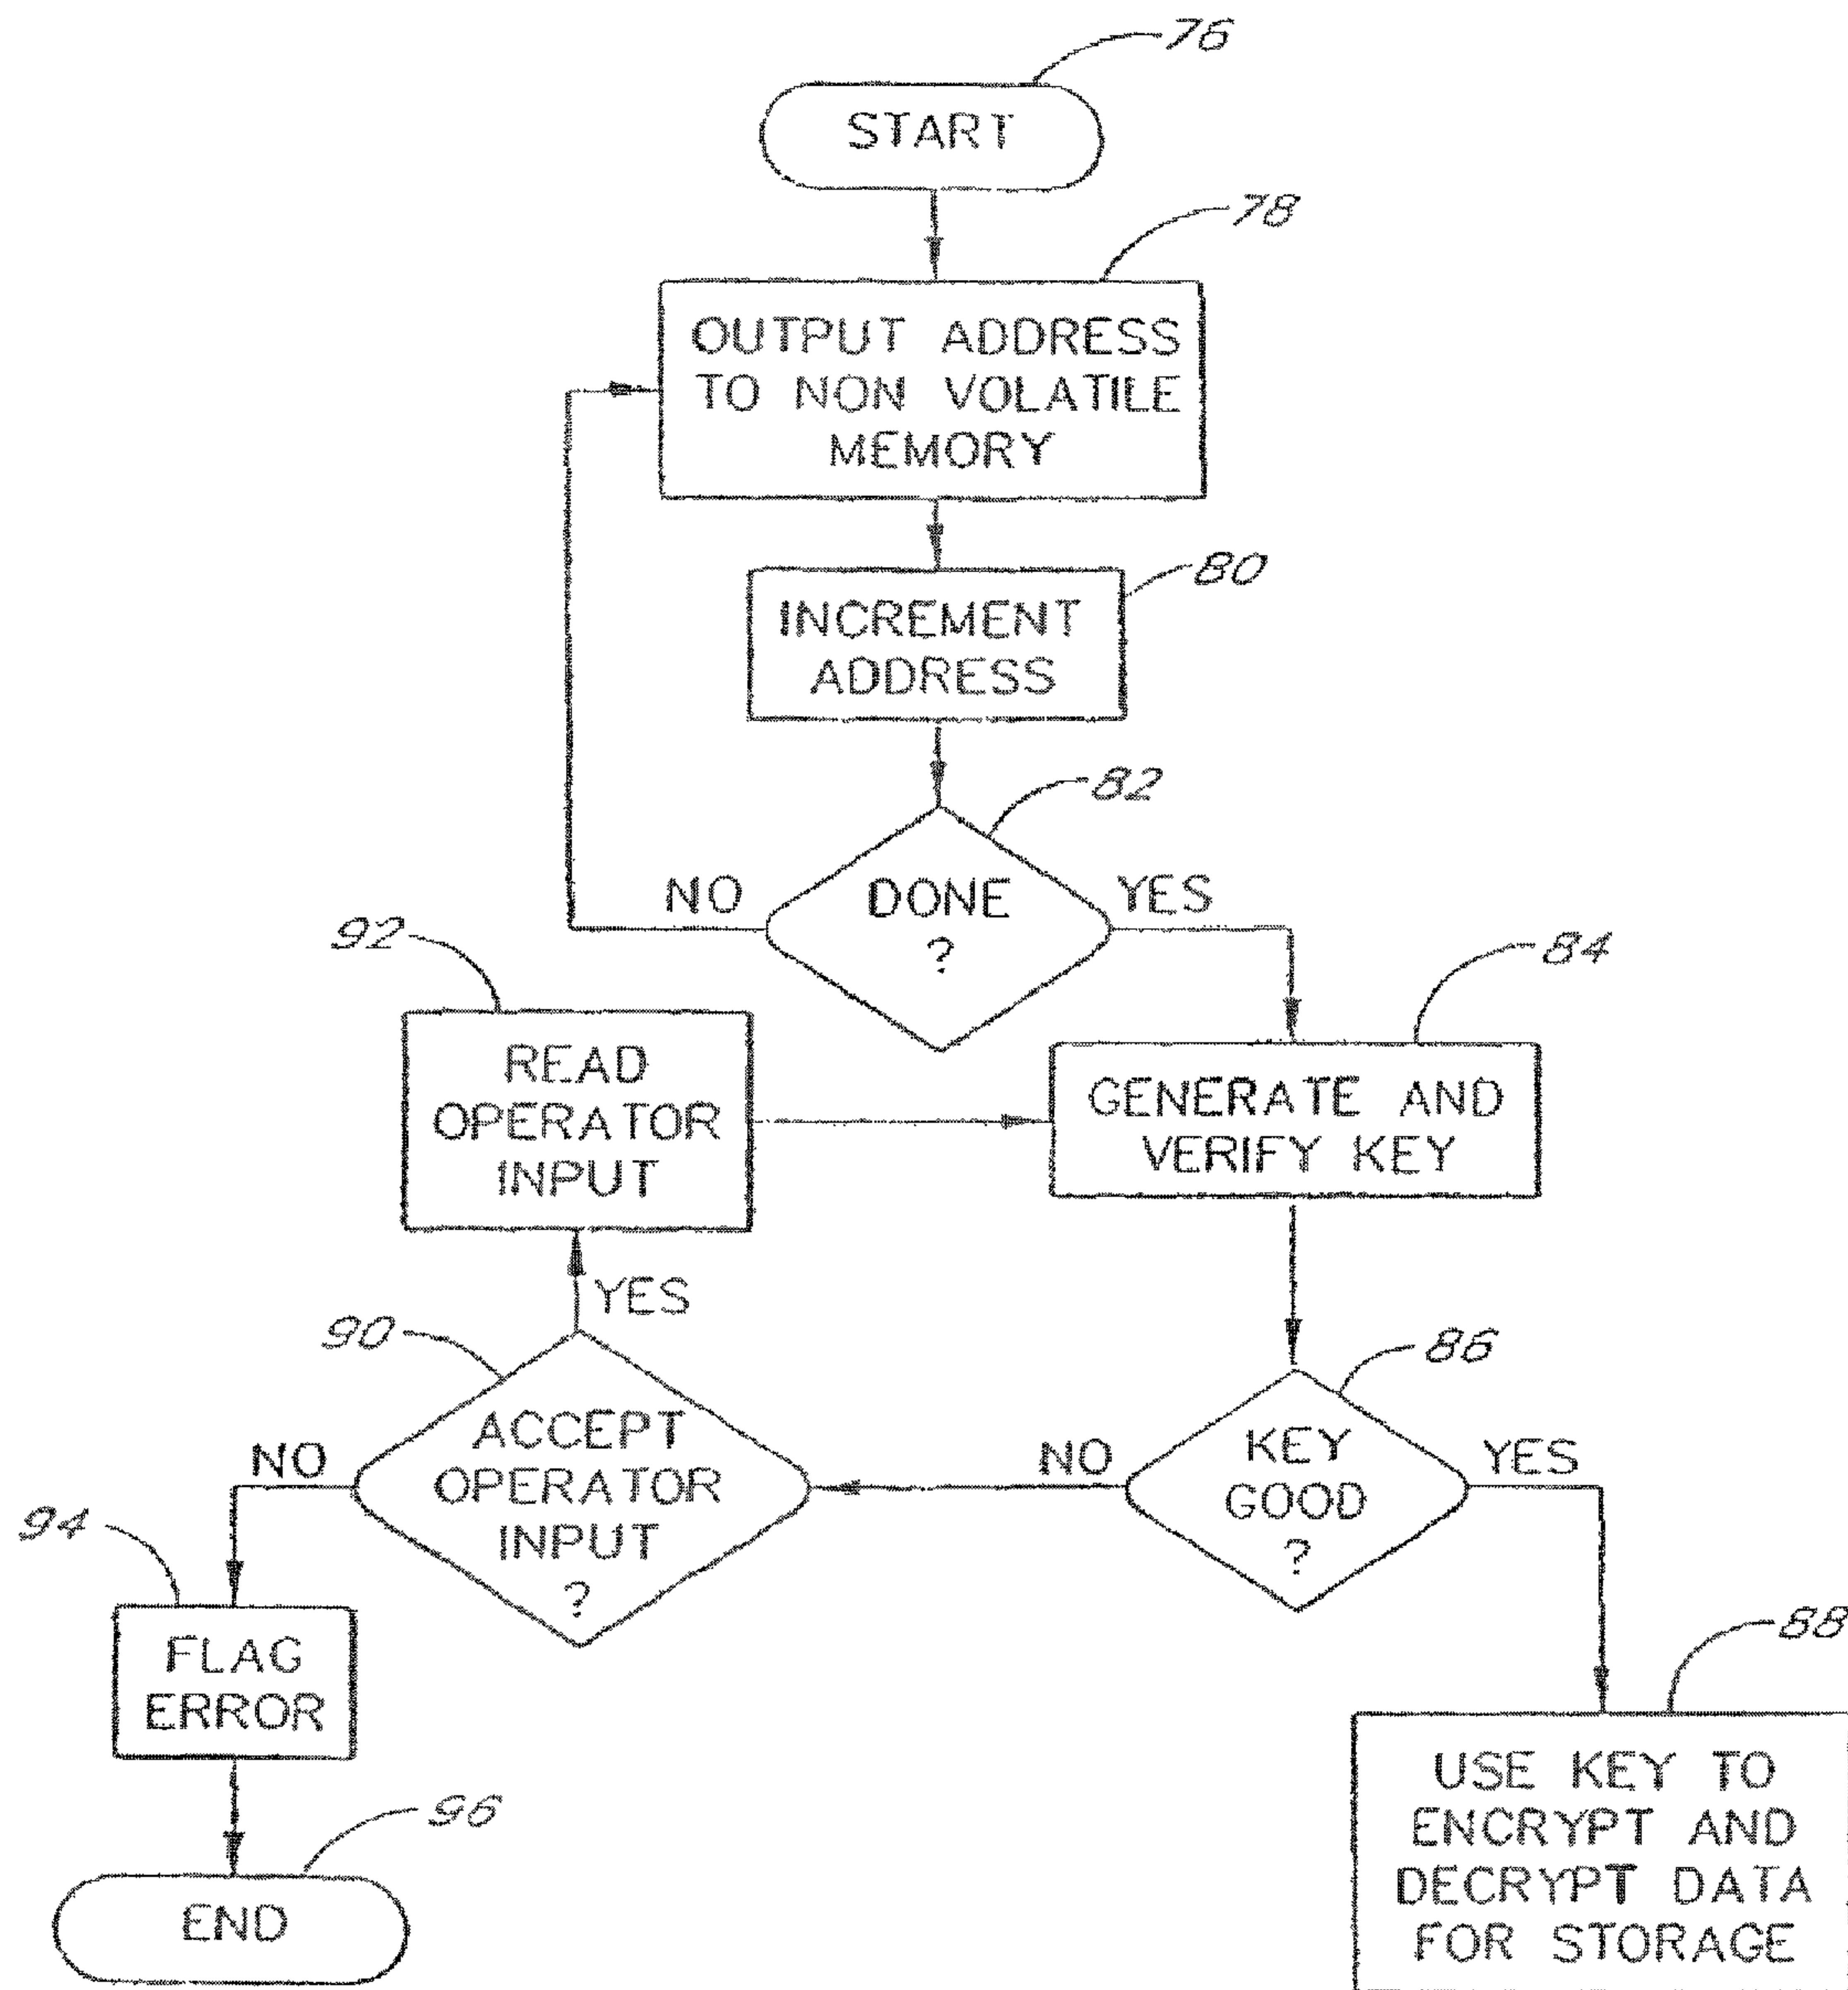 76
START
78
OUTPUT ADDRESS
TO NON VOLATILE
MEMORY
80
INCREMENT
ADDRESS
82
DONE
?
NO
YES
92
84
READ
OPERATOR
INPUT
GENERATE AND
VERIFY KEY
YES
90
86
ACCEPT
OPERATOR
INPUT
?
NO
KEY
GOOD
?
NO
YES
94
FLAG
ERROR
88
USE KEY TO
ENCRYPT AND
DECRYPT DATA
FOR STORAGE
96
END